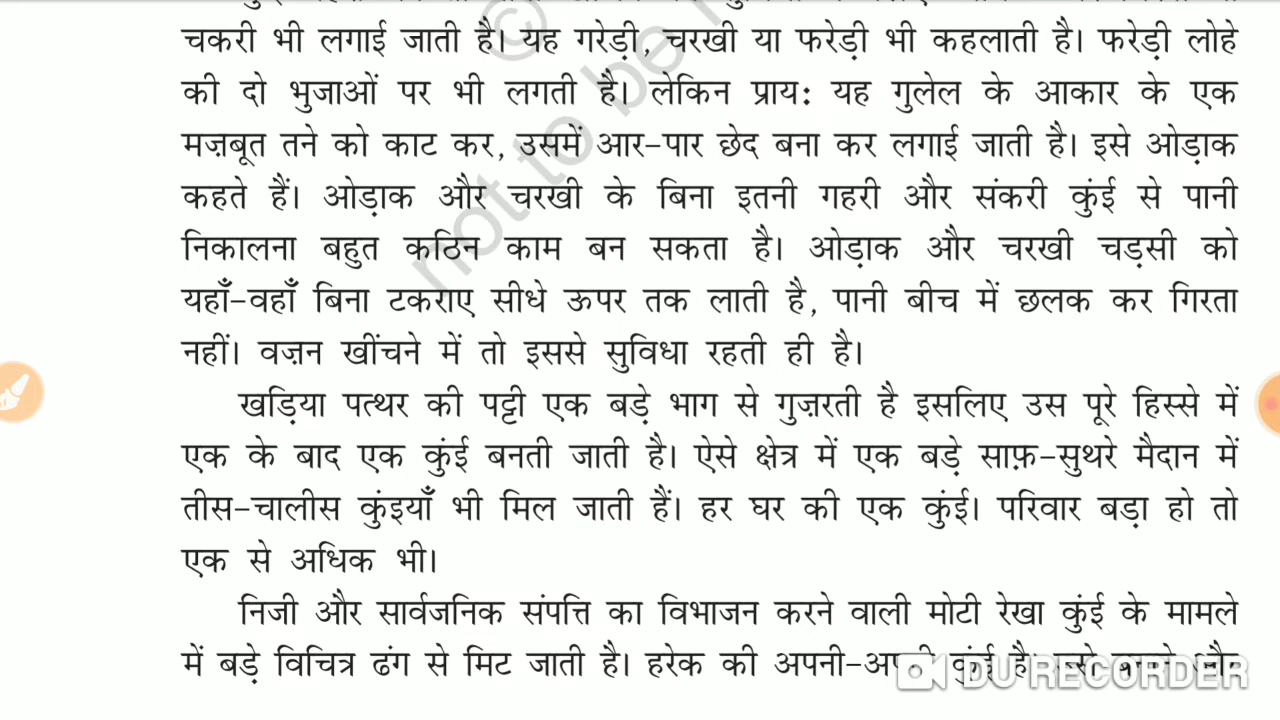 चकरी भी लगाई जाती है। यह गरेड़ी, चरखी या फरेड़ी भी कहलाती है। फरेड़ी लोहे
की दो भुजाओं पर भी लगती है। लेकिन प्राय: यह गुलेल के आकार के एक
मज़बूत तने को काट कर, उसमें आर-पार छेद बना कर लगाई जाती है। इसे ओड़ाक
कहते हैं। ओड़ाक और चरखी के बिना इतनी गहरी और संकरी कुंई से पानी
निकालना बहुत कठिन काम बन सकता है। ओड़ाक और चरखी चड़सी को
यहाँ-वहाँ बिना टकराए सीधे ऊपर तक लाती है, पानी बीच में छलक कर गिरता
नहीं। वज़न खींचने में तो इससे सुविधा रहती ही है।
खड़िया पत्थर की पट्टी एक बड़े भाग से गुज़रती है इसलिए उस पूरे हिस्से में
एक के बाद एक कुंई बनती जाती है। ऐसे क्षेत्र में एक बड़े साफ़-सुथरे मैदान में
तीस-चालीस कुंइयाँ भी मिल जाती हैं। हर घर की एक कुंई। परिवार बड़ा हो तो
एक से अधिक भी।
निजी और सार्वजनिक संपत्ति का विभाजन करने वाली मोटी रेखा कुंई के मामले
में बड़े विचित्र ढंग से मिट जाती है। हरेक की अपनी-अपनी कुंई है। और
© not to be
DU RECORDER